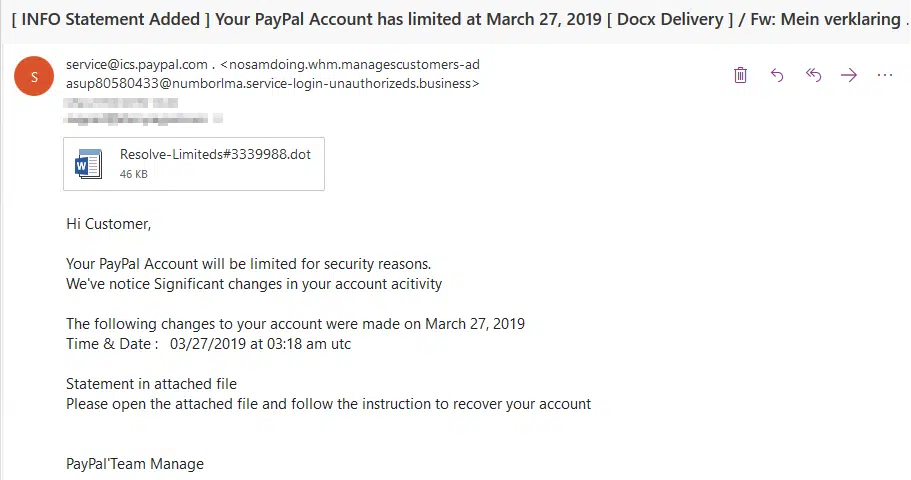 [ INFO Statement Added ] Your PayPal Account has limited at March 27, 2019 [ Docx Delivery ] / Fw: Mein verklaring .
S
service@ics.paypal.com . <nosamdoing.whm.managescustomers-ad
asup80580433@numborlma.service-login-unauthorizeds.business>
W
Resolve-Limiteds#3339988.dot
46 KB
Hi Customer,
Your PayPal Account will be limited for security reasons.
We've notice Significant changes in your account acitivity
The following changes to your account were made on March 27, 2019
Time & Date :   03/27/2019 at 03:18 am utc
Statement in attached file
Please open the attached file and follow the instruction to recover your account
PayPal'Team Manage